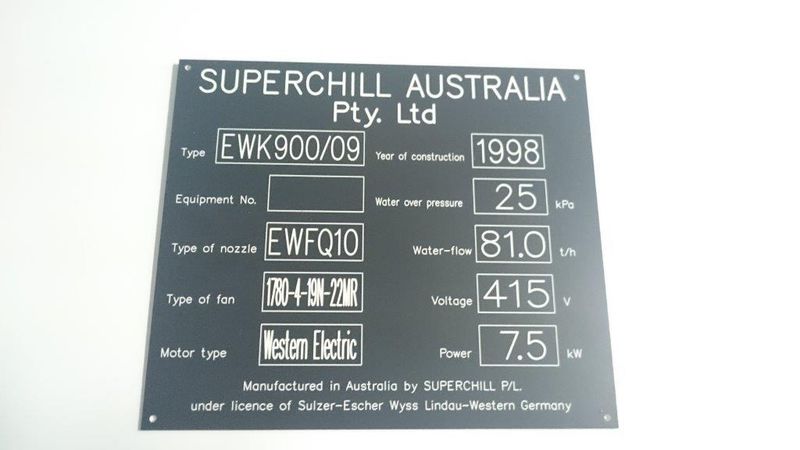 SUPERCHILL AUSTRALIA
Pty. Ltd
Type EWK900/09 Year of construction 1998
Equipment No. Water over pressure 25 kPa
Type of nozzle EWFQ10 Water-flow 81.0 t/h
Type of fan 1780-4-19N-22MR Voltage 415 V
Motor type Western Electric Power 7.5 kW
Manufactured in Australia by SUPERCHILL P/L.
under licence of Sulzer-Escher Wyss Lindau-Western Germany